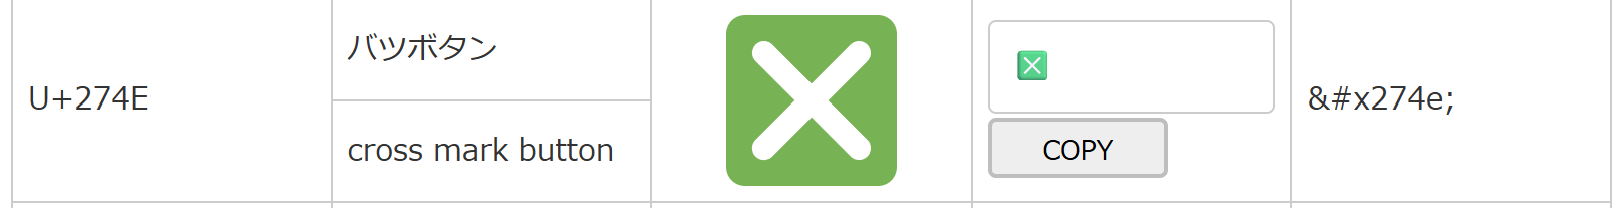 U+274E
バツボタン
cross mark button
❎
COPY
&#x274e;